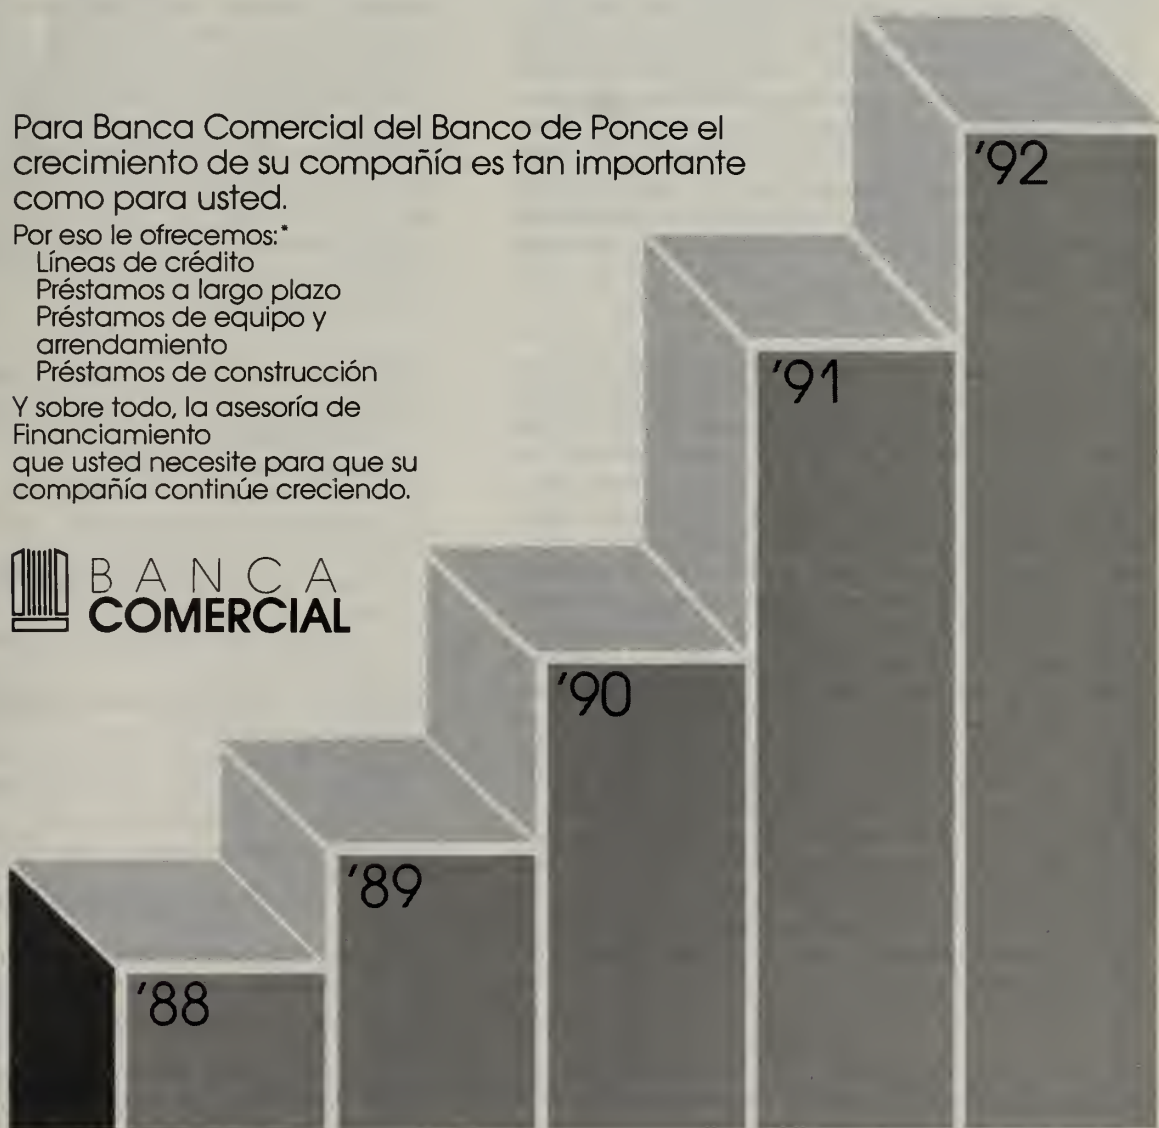 Para Banca Comercial del Banco de Ponce el
crecimiento de su compañía es tan importante
como para usted.
Por eso le ofrecemos:*
Líneas de crédito
Préstamos a largo plazo
Préstamos de equipo y
arrendamiento
Préstamos de construcción
Y sobre todo, la asesoría de
Financiamiento
que usted necesite para que su
compañía continúe creciendo.
BANCA
COMERCIAL
'88
'89
'90
'91
'92